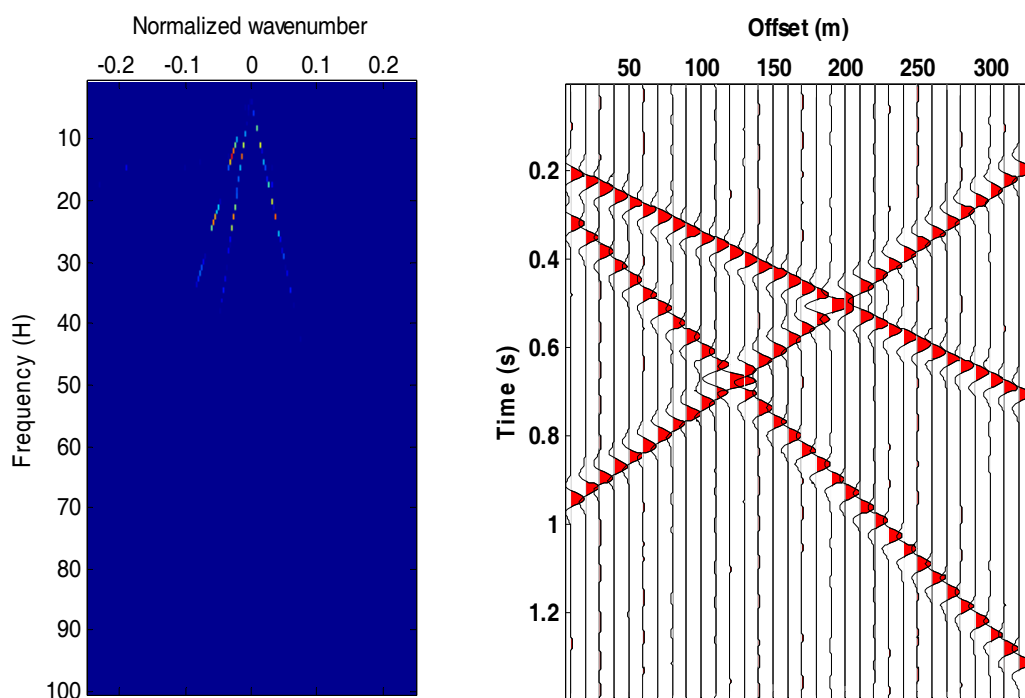 Normalized wavenumber
-0.2 -0.1 0 0.1 0.2
Frequency (H)
10
20
30
40
50
60
70
80
90
100
Offset (m)
50 100 150 200 250 300
Time (s)
0.2
0.4
0.6
0.8
1
1.2